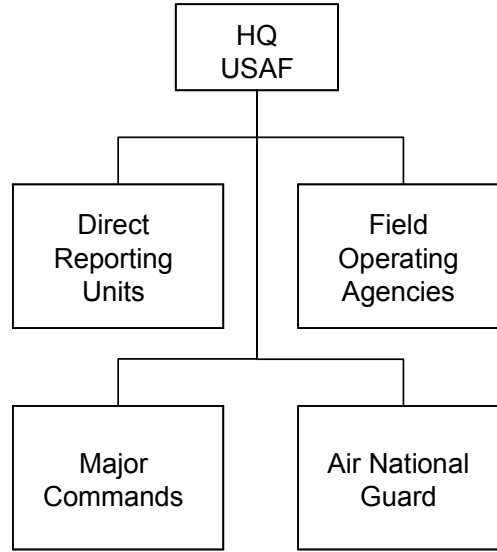 HQ
USAF
Direct
Reporting
Units
Field
Operating
Agencies
Major
Commands
Air National
Guard